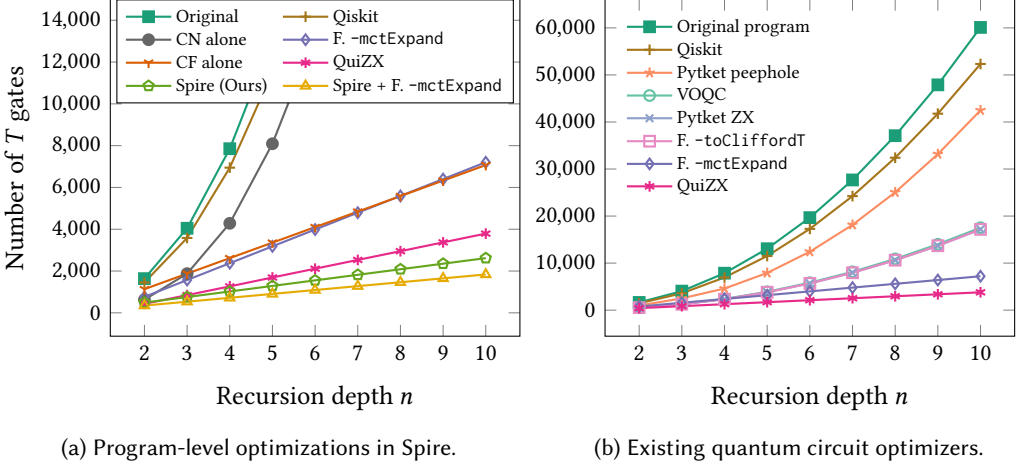 14,000
12,000
10,000
8,000
6,000
4,000
2,000
0
Number of T gates
Original
CN alone
CF alone
Spire (Ours)
Qiskit
F. -mctExpand
QuiZX
Spire + F. -mctExpand
2 3 4 5 6 7 8 9 10
Recursion depth n
(a) Program-level optimizations in Spire.
60,000
50,000
40,000
30,000
20,000
10,000
0
Original program
Qiskit
Pytket peephole
VOQC
Pytket ZX
F. -toCliffordT
F. -mctExpand
QuiZX
2 3 4 5 6 7 8 9 10
Recursion depth n
(b) Existing quantum circuit optimizers.